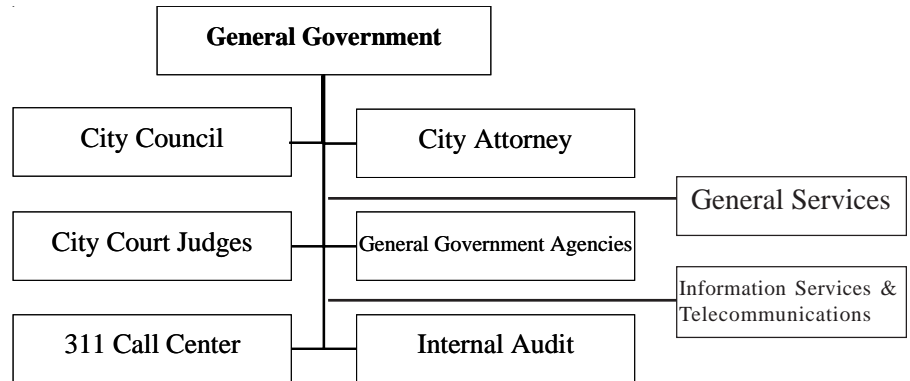 General Government
City Council
City Attorney
General Services
City Court Judges
General Government Agencies
Information Services &
Telecommunications
311 Call Center
Internal Audit